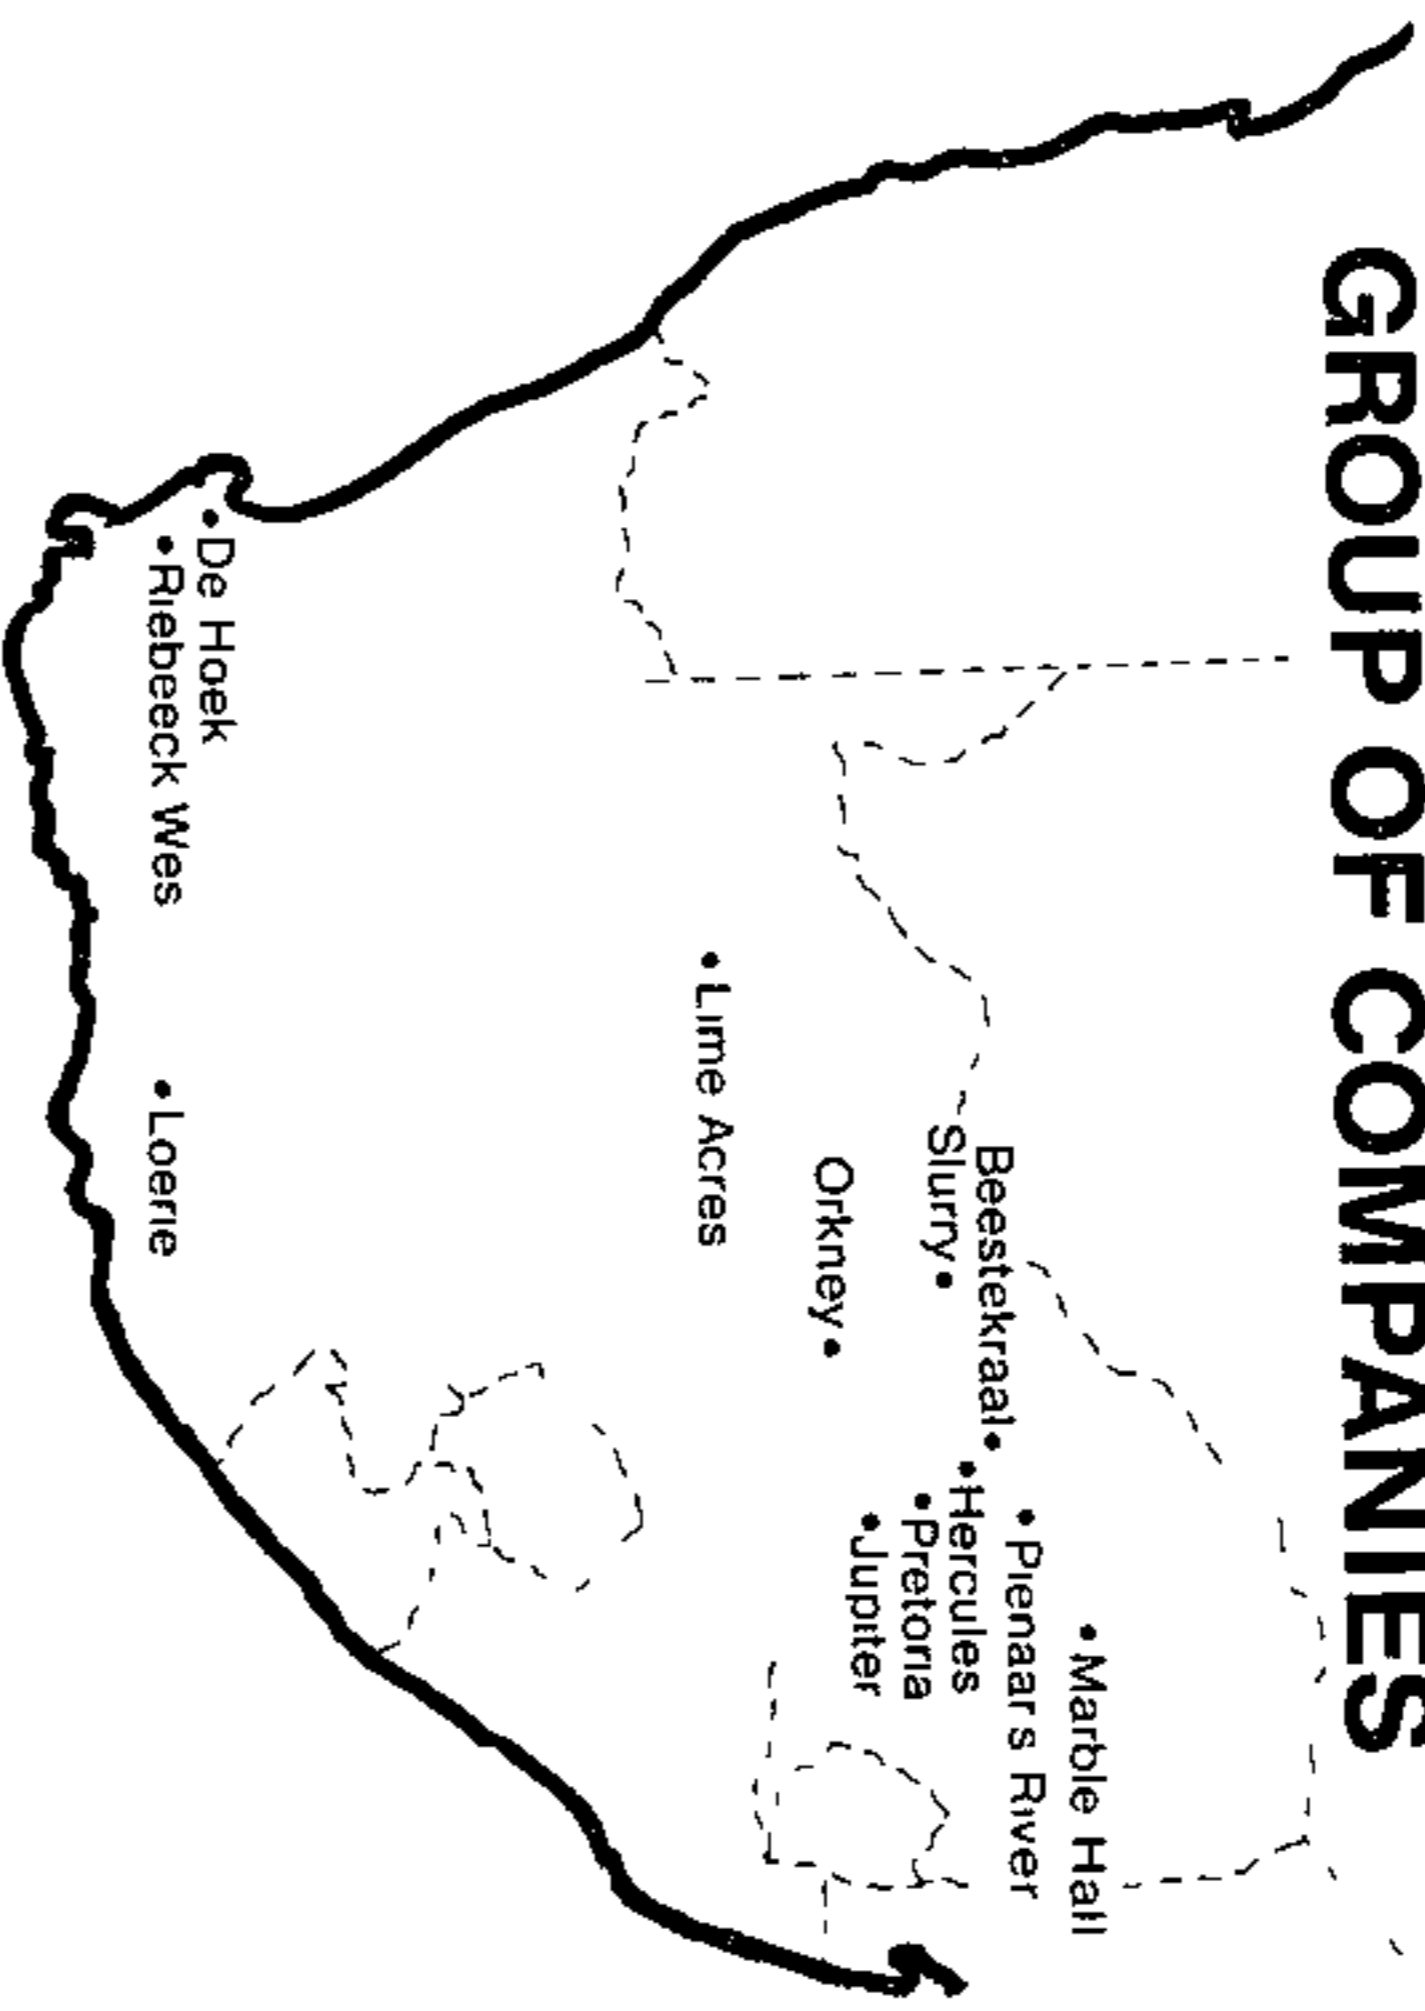 GROUP OF COMPANIES
• Marble Hall
• Pienaars River
Beestekraal •
• Hercules
Slurry •
• Pretoria
• Jupiter
Orkney •
• Lime Acres
• De Hoek
• Riebeeck Wes
• Loerie